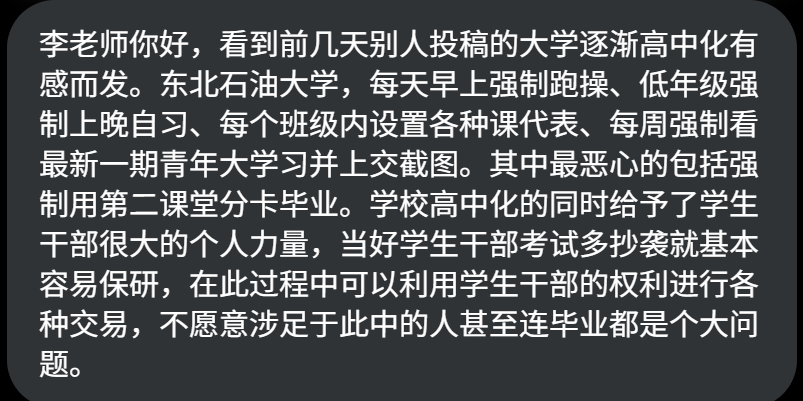 李老师你好，看到前几天别人投稿的大学逐渐高中化有
感而发。东北石油大学，每天早上强制跑操、低年级强
制上晚自习、每个班级内设置各种课代表、每周强制看
最新一期青年大学习并上交截图。其中最恶心的包括强
制用第二课堂分卡毕业。学校高中化的同时给予了学生
干部很大的个人力量，当好学生干部考试多抄袭就基本
容易保研，在此过程中可以利用学生干部的权利进行各
种交易，不愿意涉足于此中的人甚至连毕业都是个大问
题。